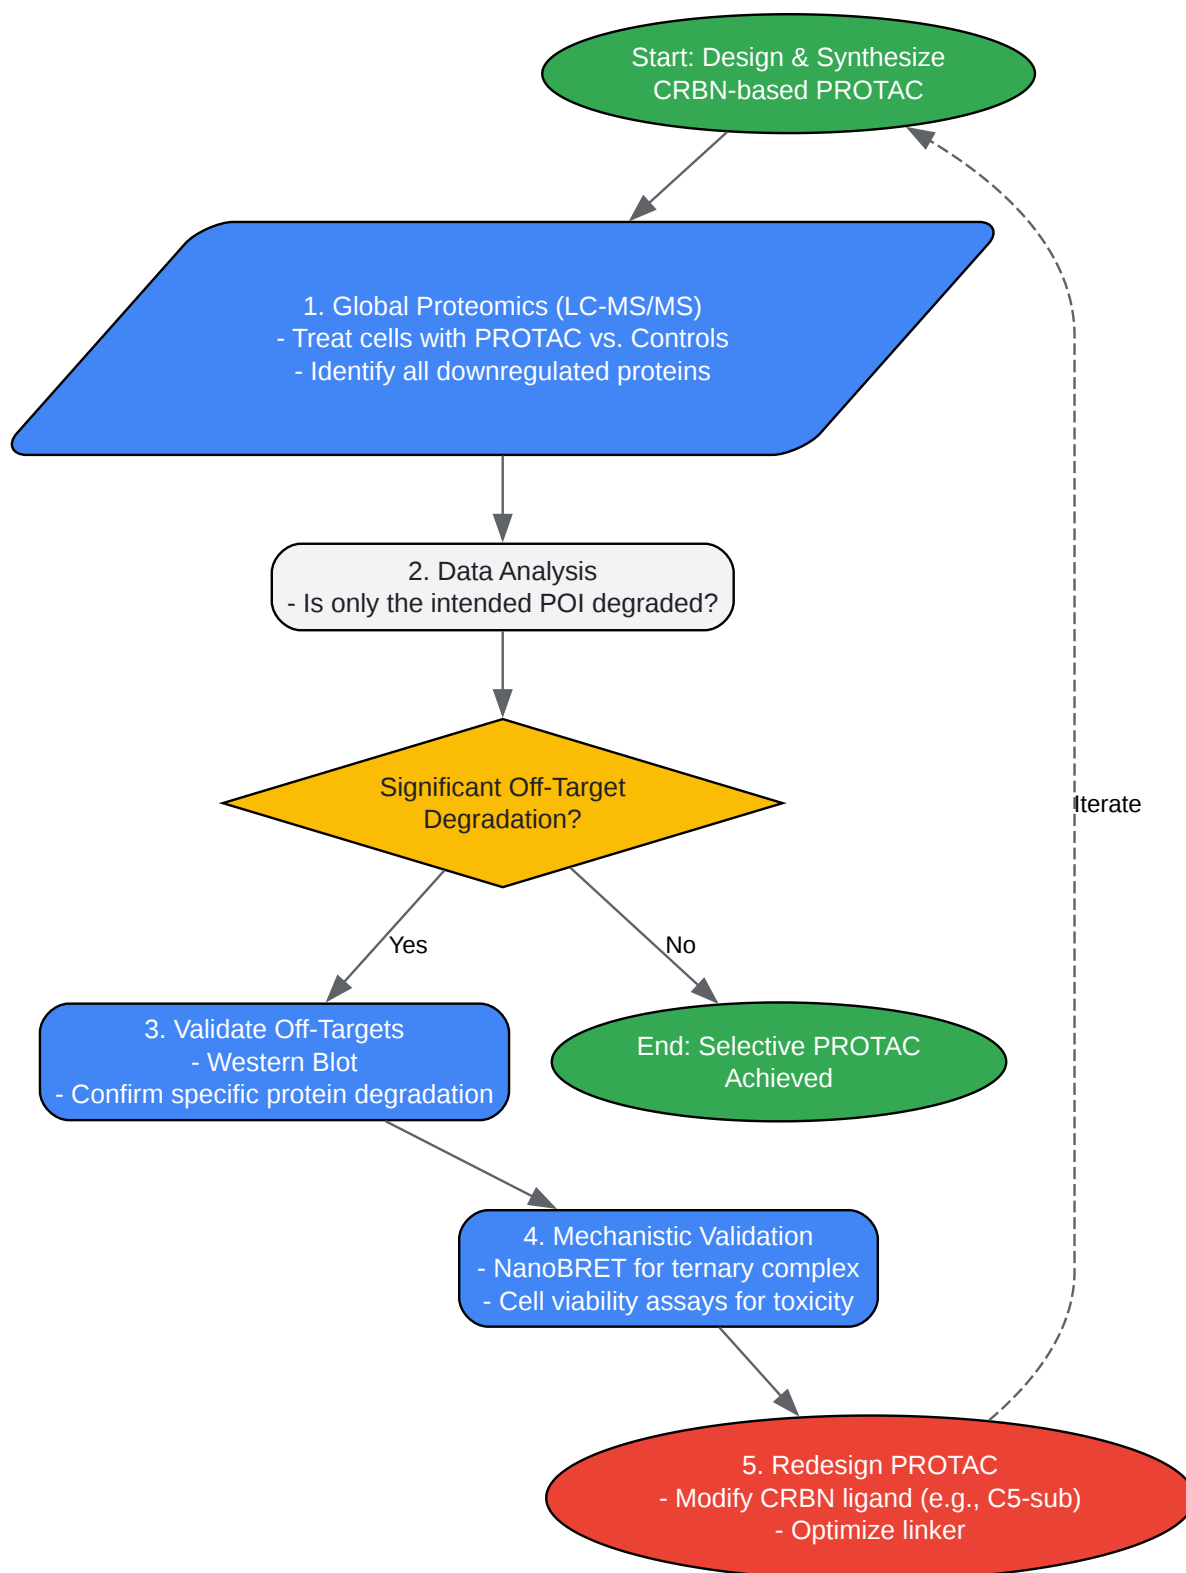 Start: Design & Synthesize
CRBN-based PROTAC
1. Global Proteomics (LC-MS/MS)
- Treat cells with PROTAC vs. Controls
- Identify all downregulated proteins
2. Data Analysis
- Is only the intended POI degraded?
Significant Off-Target
Degradation?
Iterate
Yes
No
3. Validate Off-Targets
- Western Blot
- Confirm specific protein degradation
End: Selective PROTAC
Achieved
4. Mechanistic Validation
- NanoBRET for ternary complex
- Cell viability assays for toxicity
5. Redesign PROTAC
- Modify CRBN ligand (e.g., C5-sub)
- Optimize linker